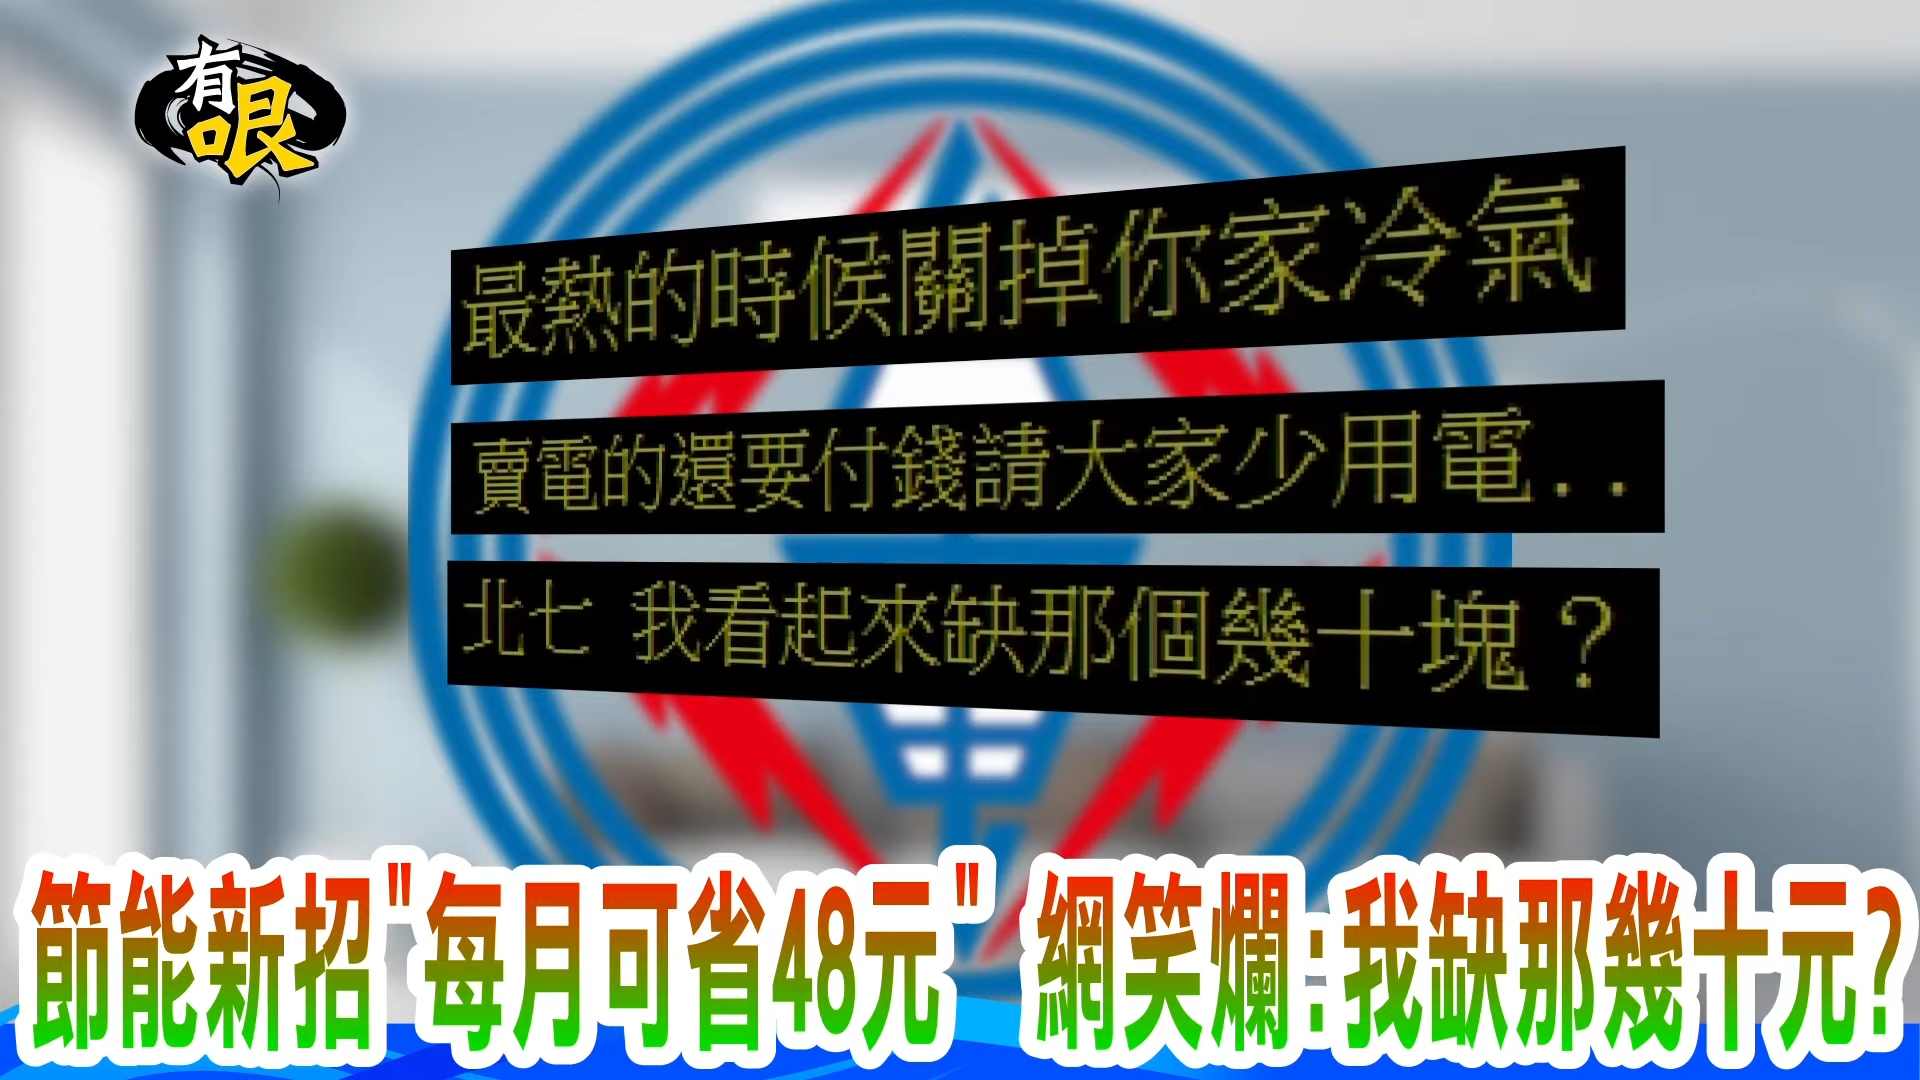 有哏
最熱的時候關掉你家冷氣
賣電的還要付錢請大家少用電..
北七 我看起來缺那個幾十塊？
節能新招"每月可省48元" 網笑爛:我缺那幾十元?